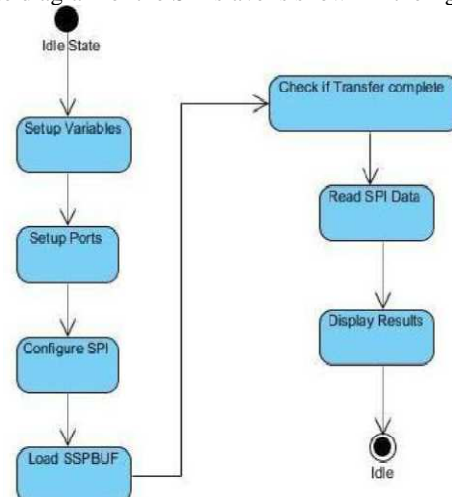 Idle State
Setup Variables
Setup Ports
Configure SPI
Load SSPBUF
Check if Transfer complete
Read SPI Data
Display Results
Idle